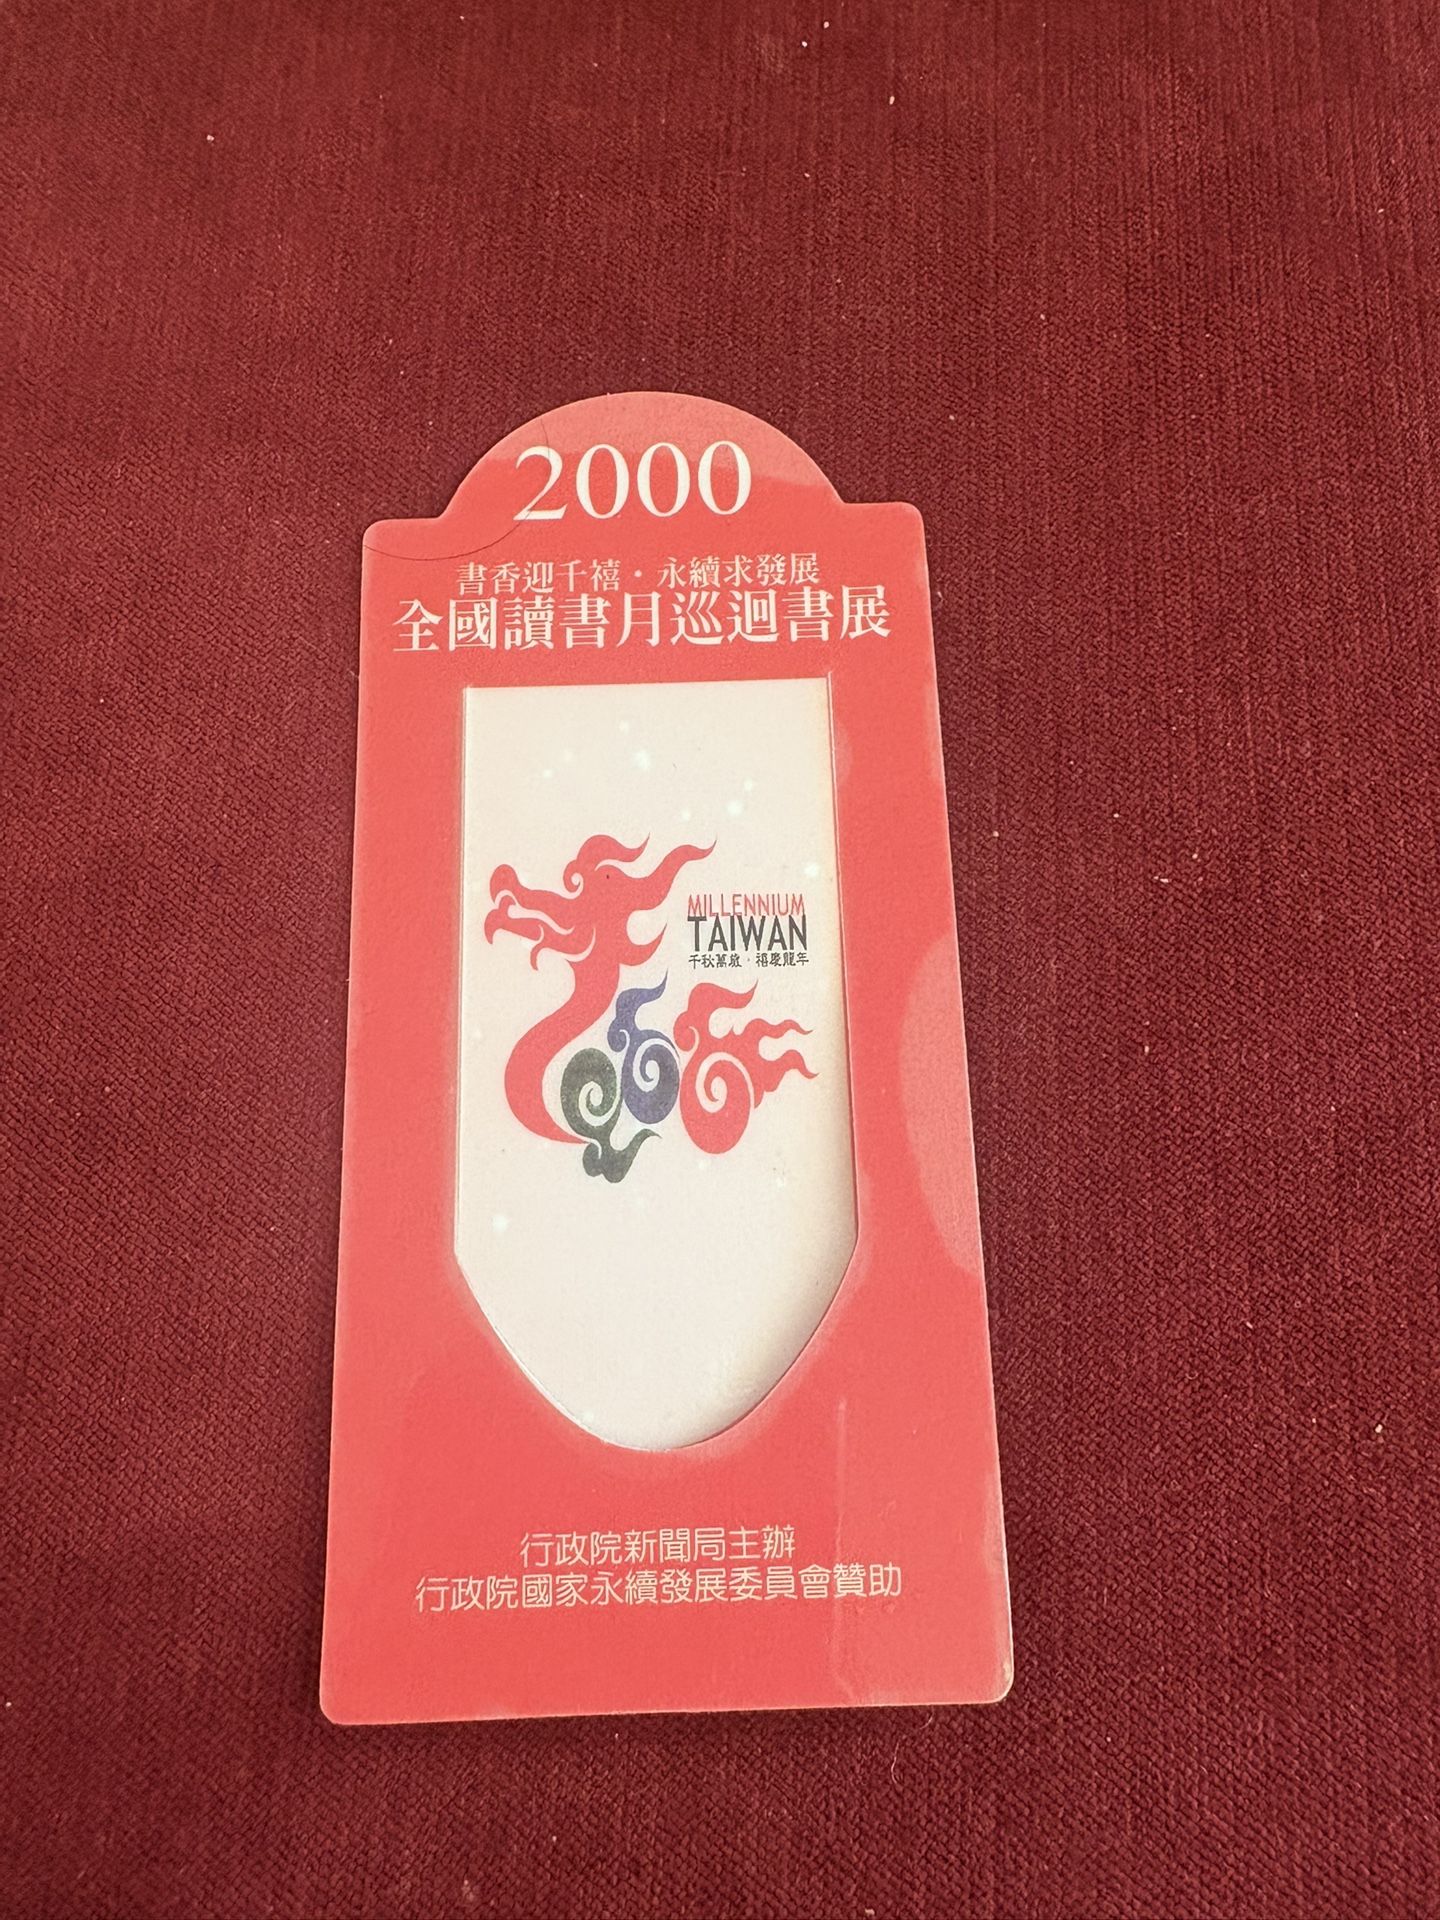 2000
書香迎千禧・永續求發展
全國讀書月巡迴書展
MILLENNIUM
TAIWAN
千秋萬歲・禧慶龍年
行政院新聞局主辦
行政院國家永續發展委員會贊助